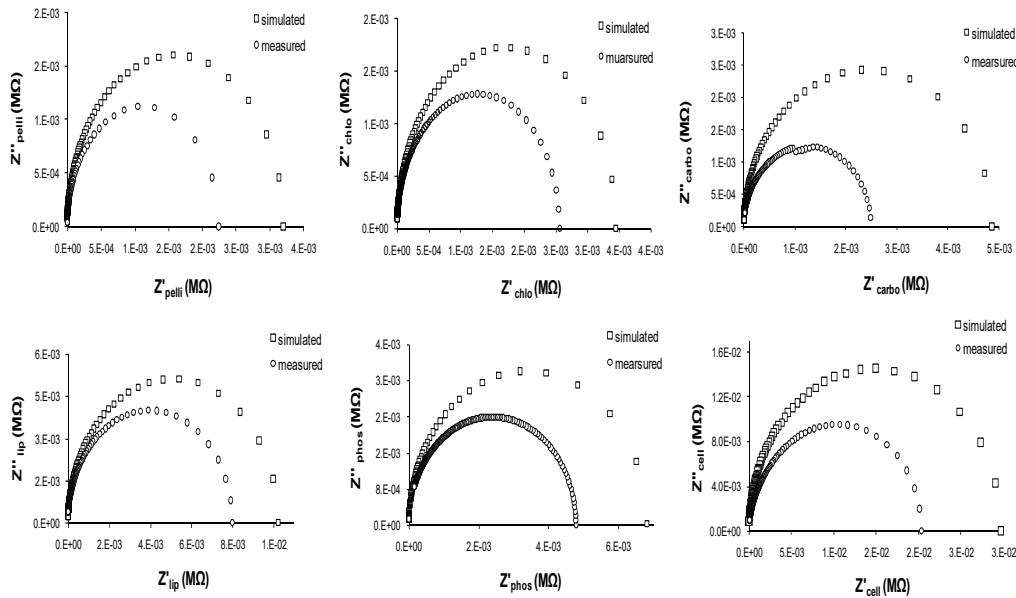 2.E-03
2.E-03
1.E-03
5.E-04
0.E+00
Z''pelli (MΩ)
simulated
measured
0.E+00 5.E-04 1.E-03 2.E-03 2.E-03 3.E-03 3.E-03 4.E-03
Z'pelli (MΩ)
2.E-03
2.E-03
1.E-03
5.E-04
0.E+00
Z''chlo (MΩ)
simulated
muarsured
0.E+00 5.E-04 1.E-03 2.E-03 2.E-03 3.E-03 3.E-03 4.E-03 4.E-03
Z'chlo (MΩ)
3.E-03
3.E-03
2.E-03
2.E-03
1.E-03
5.E-04
0.E+00
Z''carbo (MΩ)
simulated
mearsured
0.E+00 1.E-03 2.E-03 3.E-03 4.E-03 5.E-03
Z'carbo (MΩ)
6.E-03
5.E-03
3.E-03
2.E-03
0.E+00
Z''lip (MΩ)
simulated
measured
0.E+00 2.E-03 4.E-03 6.E-03 8.E-03 1.E-02
Z'lip (MΩ)
4.E-03
3.E-03
2.E-03
8.E-04
0.E+00
Z''phos (MΩ)
simulated
mearsured
0.E+00 2.E-03 4.E-03 6.E-03
Z'phos (MΩ)
1.6E-02
1.2E-02
8.0E-03
4.0E-03
0.0E+00
Z''cell (MΩ)
simulated
measured
0.E+00 5.E-03 1.E-02 2.E-02 2.E-02 3.E-02 3.E-02
Z'cell (MΩ)